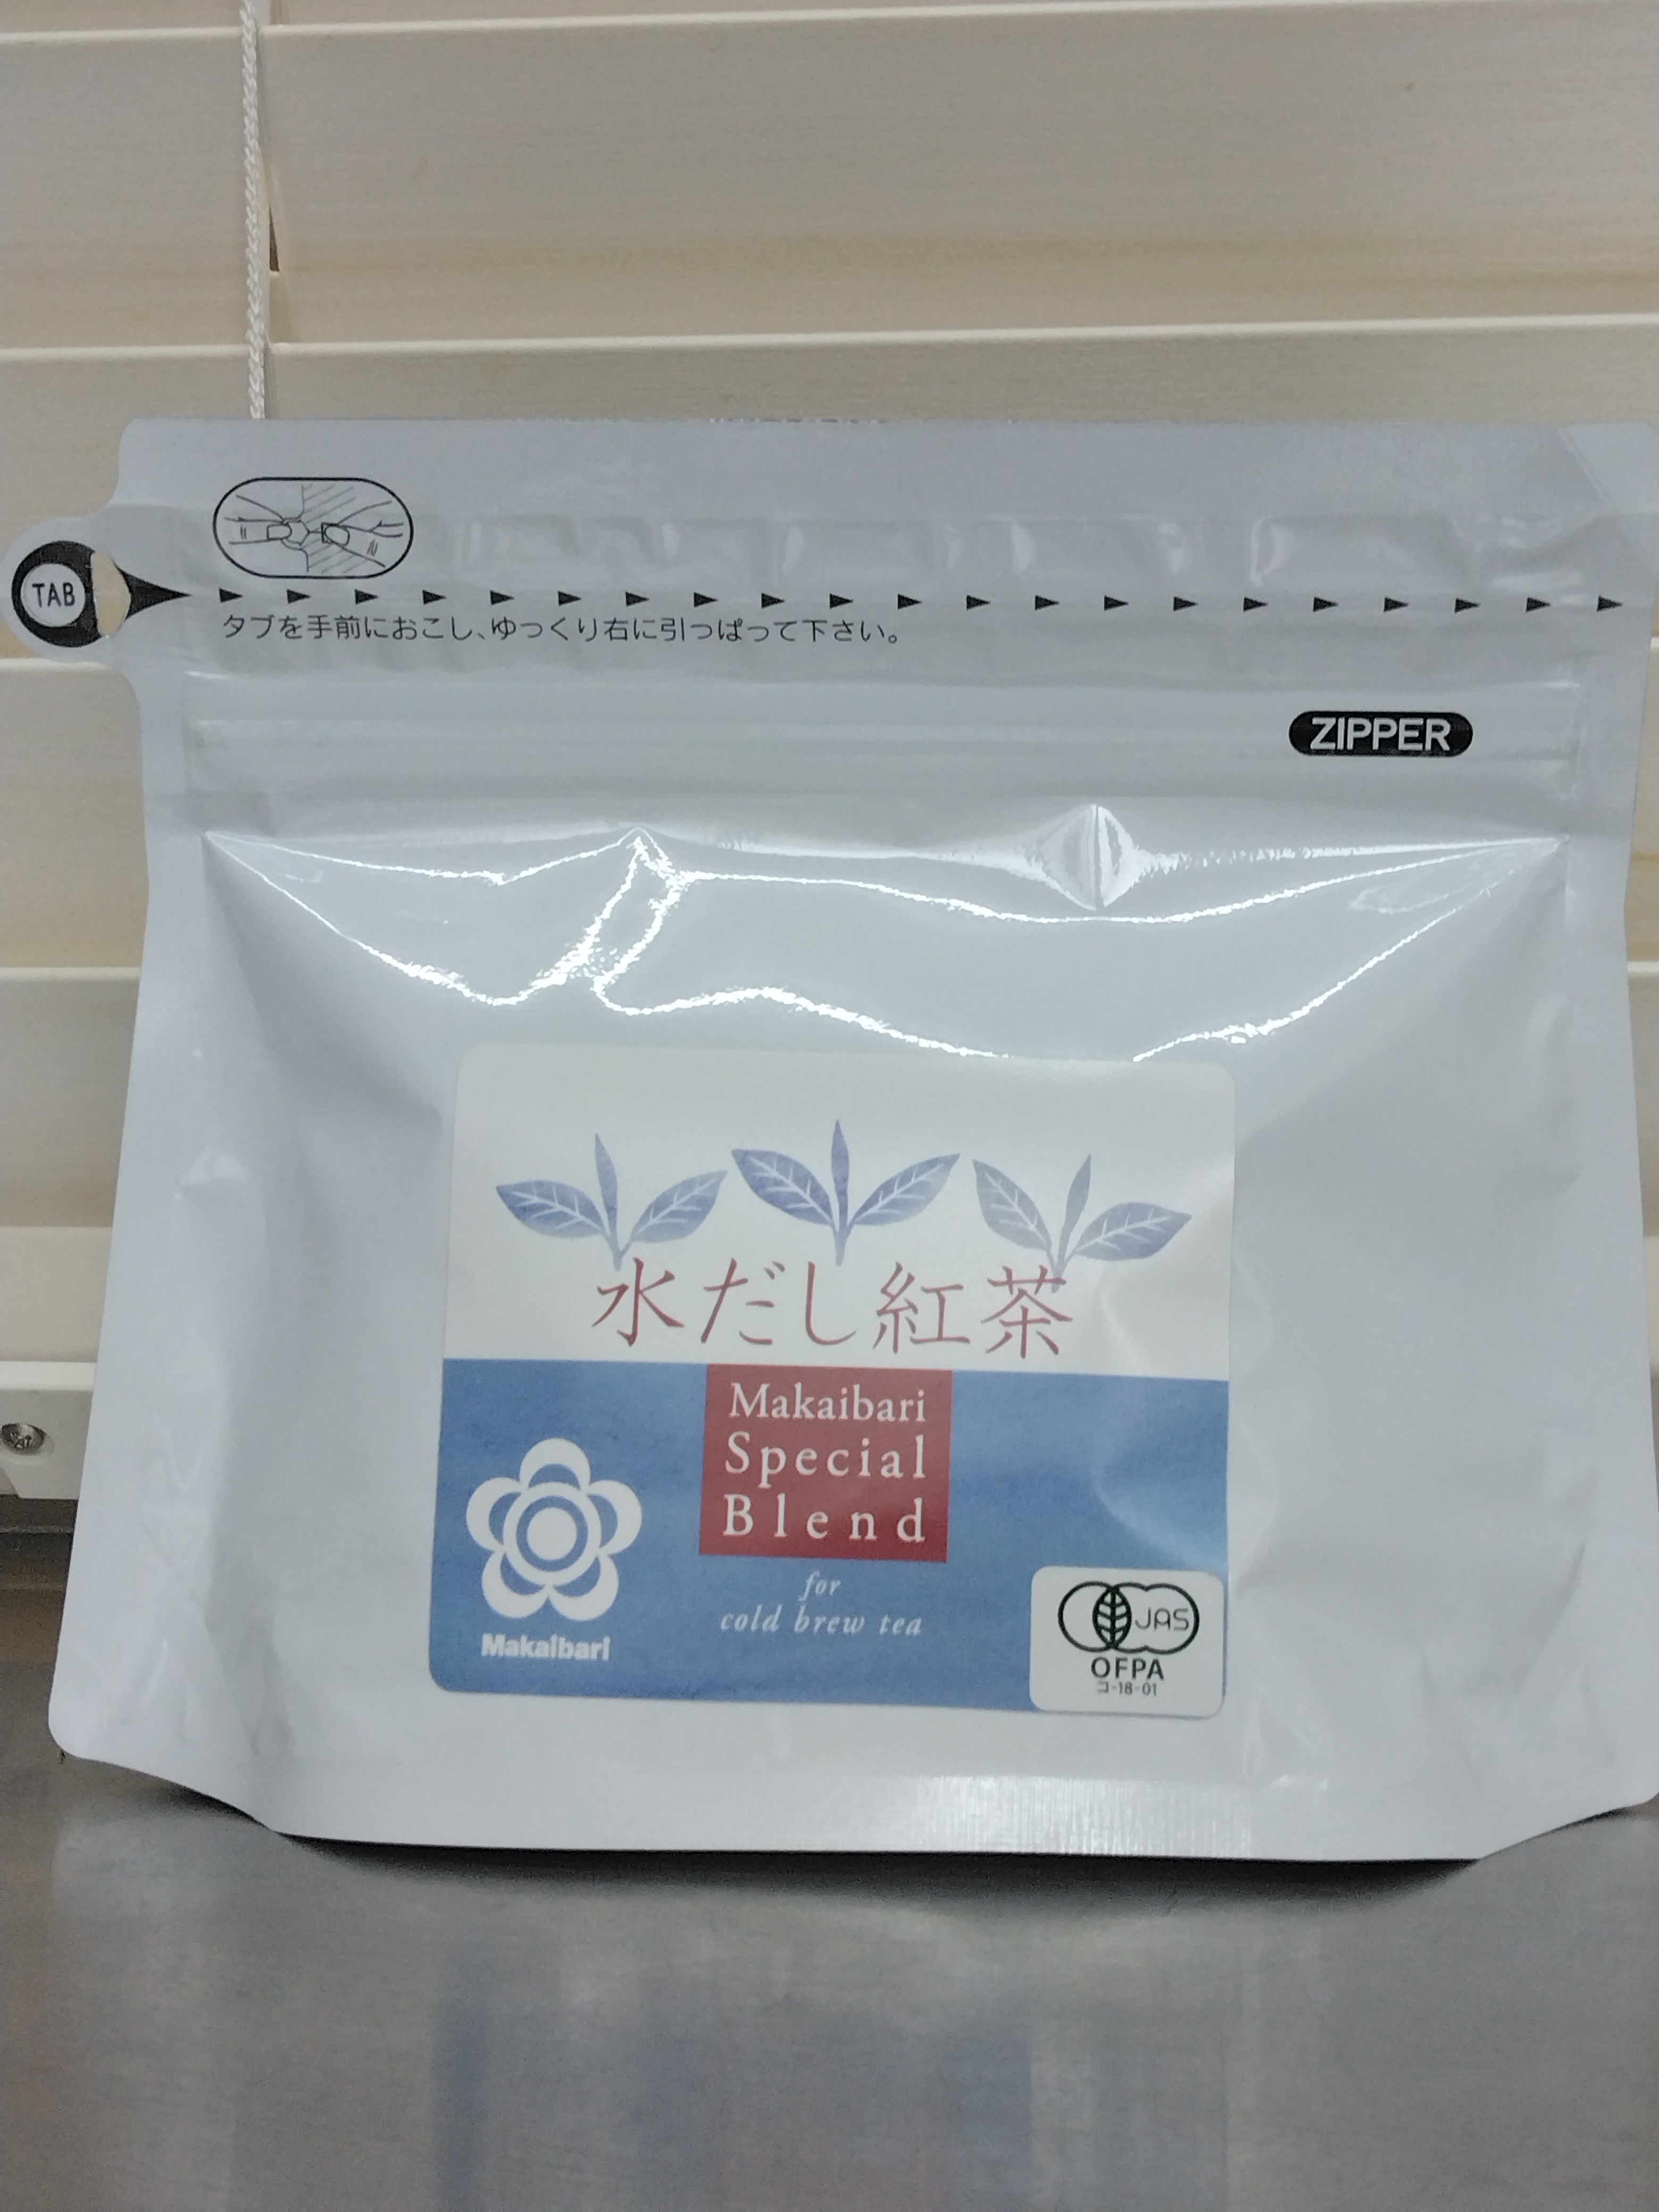 TAB
タブを手前におこし、ゆっくり右に引っぱって下さい。
ZIPPER
水だし紅茶
Makaibari
Special
Blend
for
cold brew tea
Makaibari
JAS
OFPA
コ-18-01